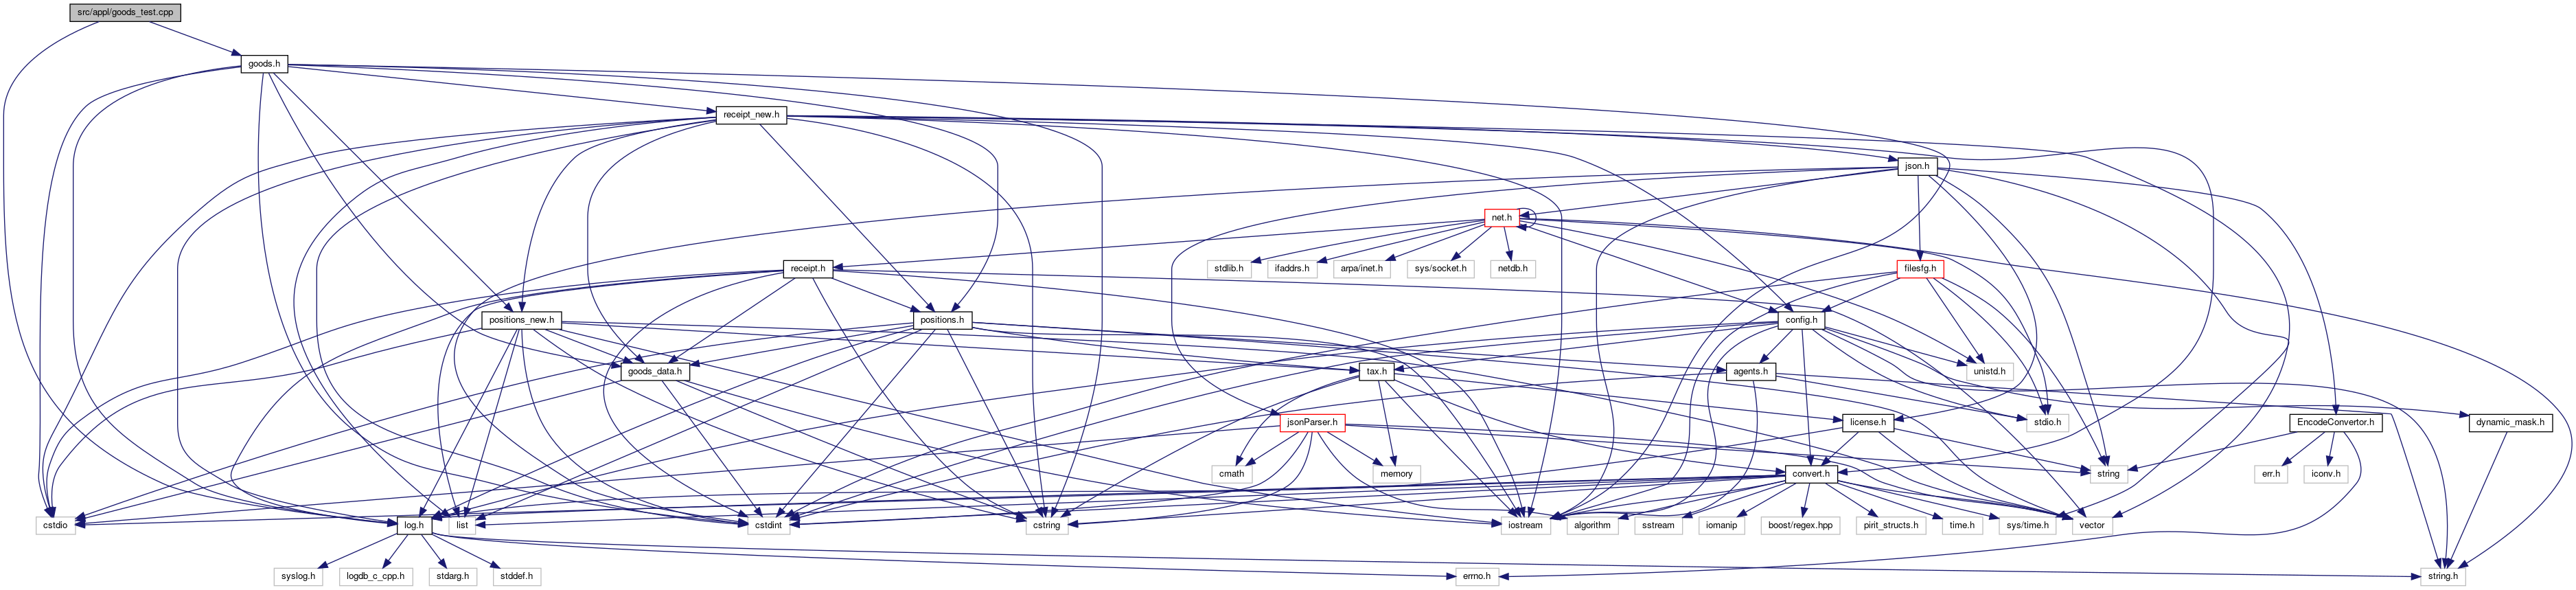 src/appl/goods_test.cpp
goods.h
receipt_new.h
json.h
net.h
receipt.h
stdlib.h
ifaddrs.h
arpa/inet.h
sys/socket.h
netdb.h
filesfg.h
positions_new.h
positions.h
config.h
goods_data.h
tax.h
agents.h
unistd.h
jsonParser.h
license.h
stdio.h
EncodeConvertor.h
dynamic_mask.h
cmath
memory
convert.h
string
err.h
iconv.h
cstdio
log.h
list
cstdint
cstring
iostream
algorithm
sstream
iomanip
boost/regex.hpp
pirit_structs.h
time.h
sys/time.h
vector
syslog.h
logdb_c_cpp.h
stdarg.h
stddef.h
errno.h
string.h